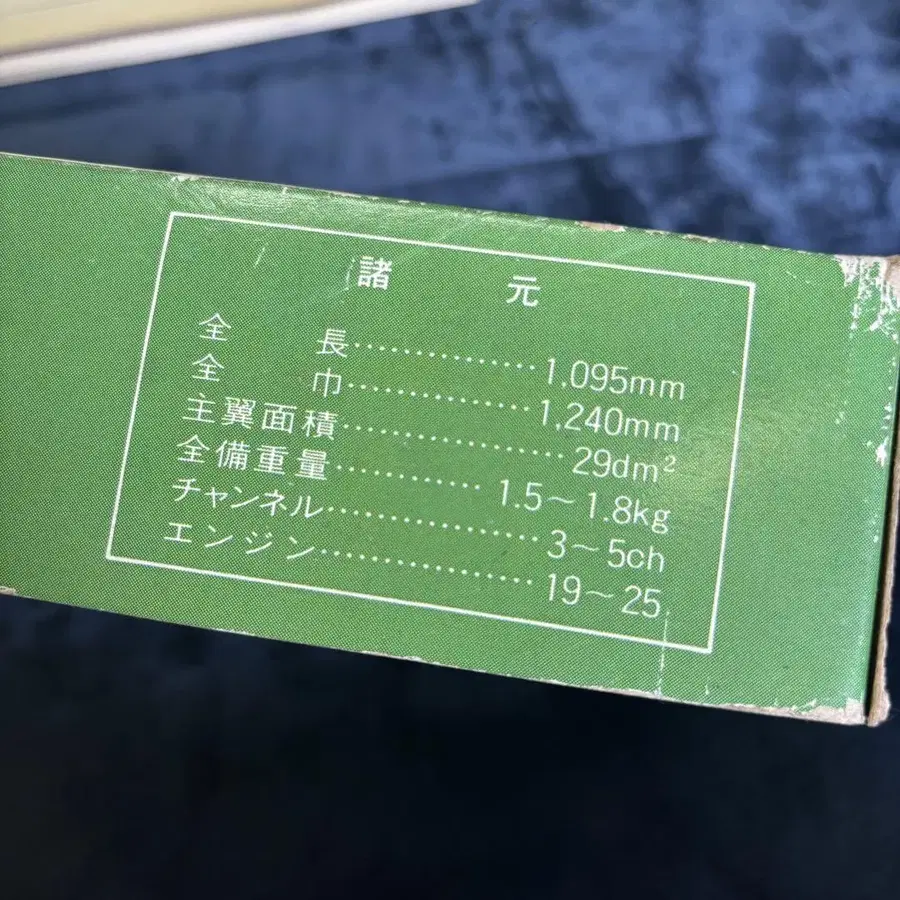 諸元
全長……………1,095mm
全巾……………1,240mm
主翼面積………………29dm²
全備重量…………1.5～1.8kg
チャンネル………………3～5ch
エンジン………………19～25